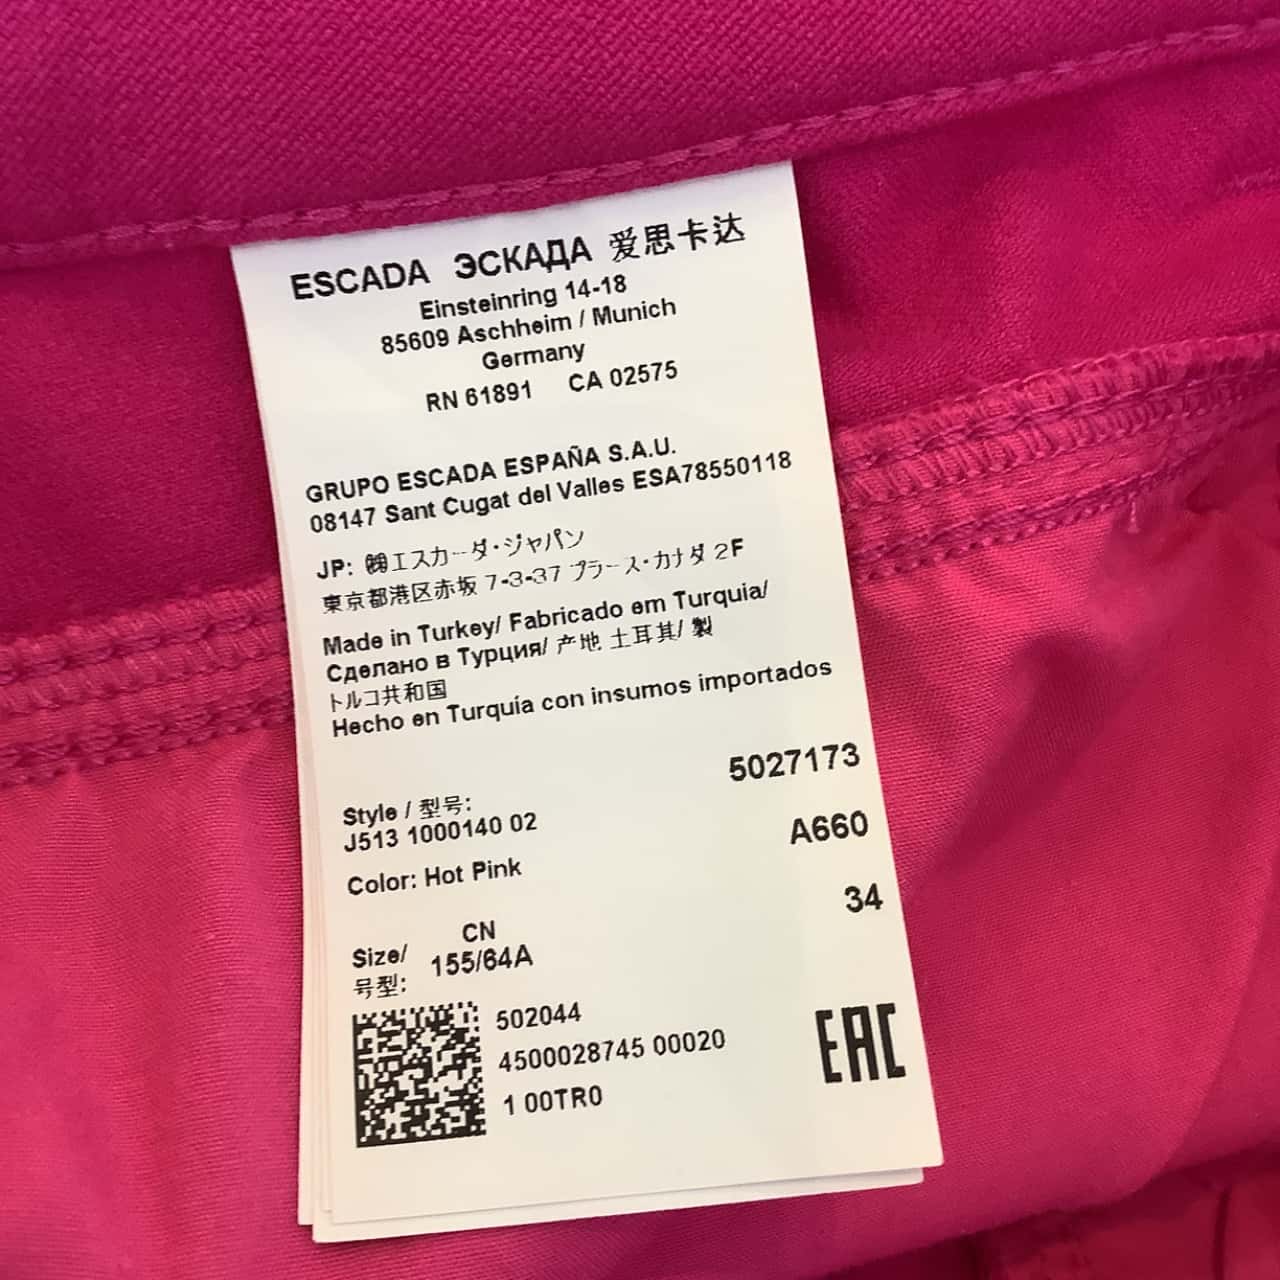 ESCADA ЭСКАДА 爱思卡达
Einsteinring 14-18
85609 Aschheim / Munich
Germany
RN 61891 CA 02575
GRUPO ESCADA ESPAÑA S.A.U.
08147 Sant Cugat del Valles ESA78550118
JP: ㈱エスカーダ・ジャパン
東京都港区赤坂 7-3-37 プラース・カナダ 2F
Made in Turkey/ Fabricado em Turquia/
Сделано в Турция/ 产地 土耳其/ 製
トルコ共和国
Hecho en Turquía con insumos importados
5027173
Style / 型号:
J513 1000140 02
A660
Color: Hot Pink
34
CN
Size/ 155/64A
号型:
502044
4500028745 00020
1 00TR0
EAC